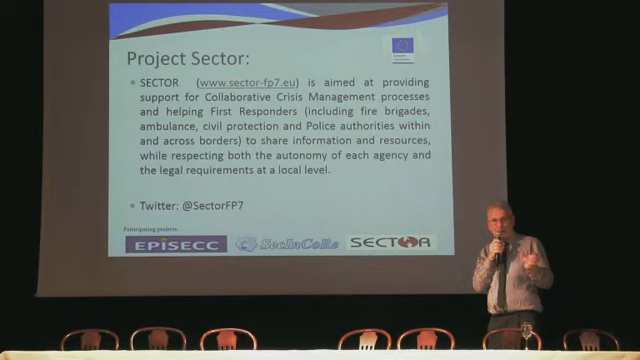 Project Sector:
SECTOR (www.sector-fp7.eu) is aimed at providing
support for Collaborative Crisis Management processes
and helping First Responders (including fire brigades,
ambulance, civil protection and Police authorities within
and across borders) to share information and resources,
while respecting both the autonomy of each agency and
the legal requirements at a local level.
Twitter: @SectorFP7
Participating projects:
EPISECC
SecInCoRe
SECTOR